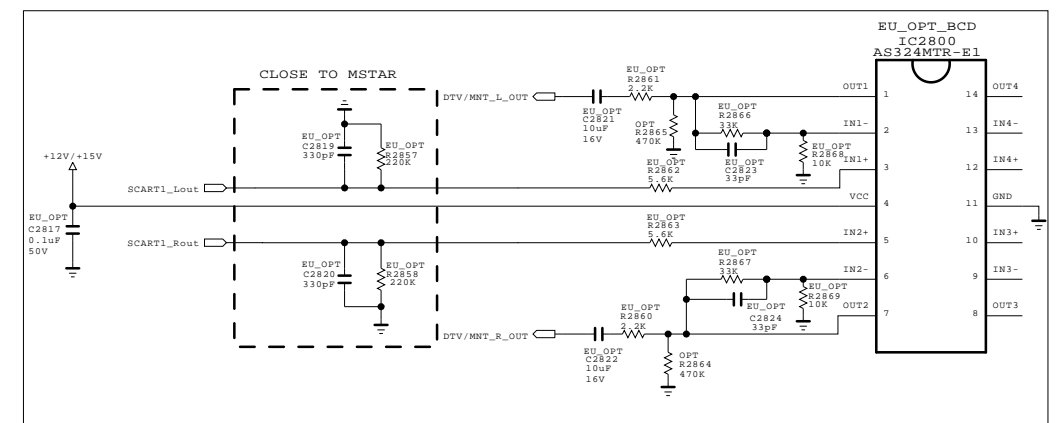 EU_OPT_BCD
IC2800
AS324MTR-E1
CLOSE TO MSTAR
DTV/MNT_L_OUT
EU_OPT
C2821
10uF
16V
EU_OPT
R2861
2.2K
OPT
R2865
470K
EU_OPT
R2866
33K
EU_OPT
C2823
33pF
EU_OPT
R2868
10K
EU_OPT
R2862
5.6K
EU_OPT
C2819
330pF
EU_OPT
R2857
220K
+12V/+15V
SCART1_Lout
EU_OPT
C2817
0.1uF
50V
SCART1_Rout
EU_OPT
C2820
330pF
EU_OPT
R2858
220K
EU_OPT
R2863
5.6K
EU_OPT
R2867
33K
EU_OPT
C2824
33pF
EU_OPT
R2869
10K
EU_OPT
R2860
2.2K
DTV/MNT_R_OUT
EU_OPT
C2822
10uF
16V
OPT
R2864
470K
OUT1 1 14 OUT4
IN1- 2 13 IN4-
IN1+ 3 12 IN4+
VCC 4 11 GND
IN2+ 5 10 IN3+
IN2- 6 9 IN3-
OUT2 7 8 OUT3